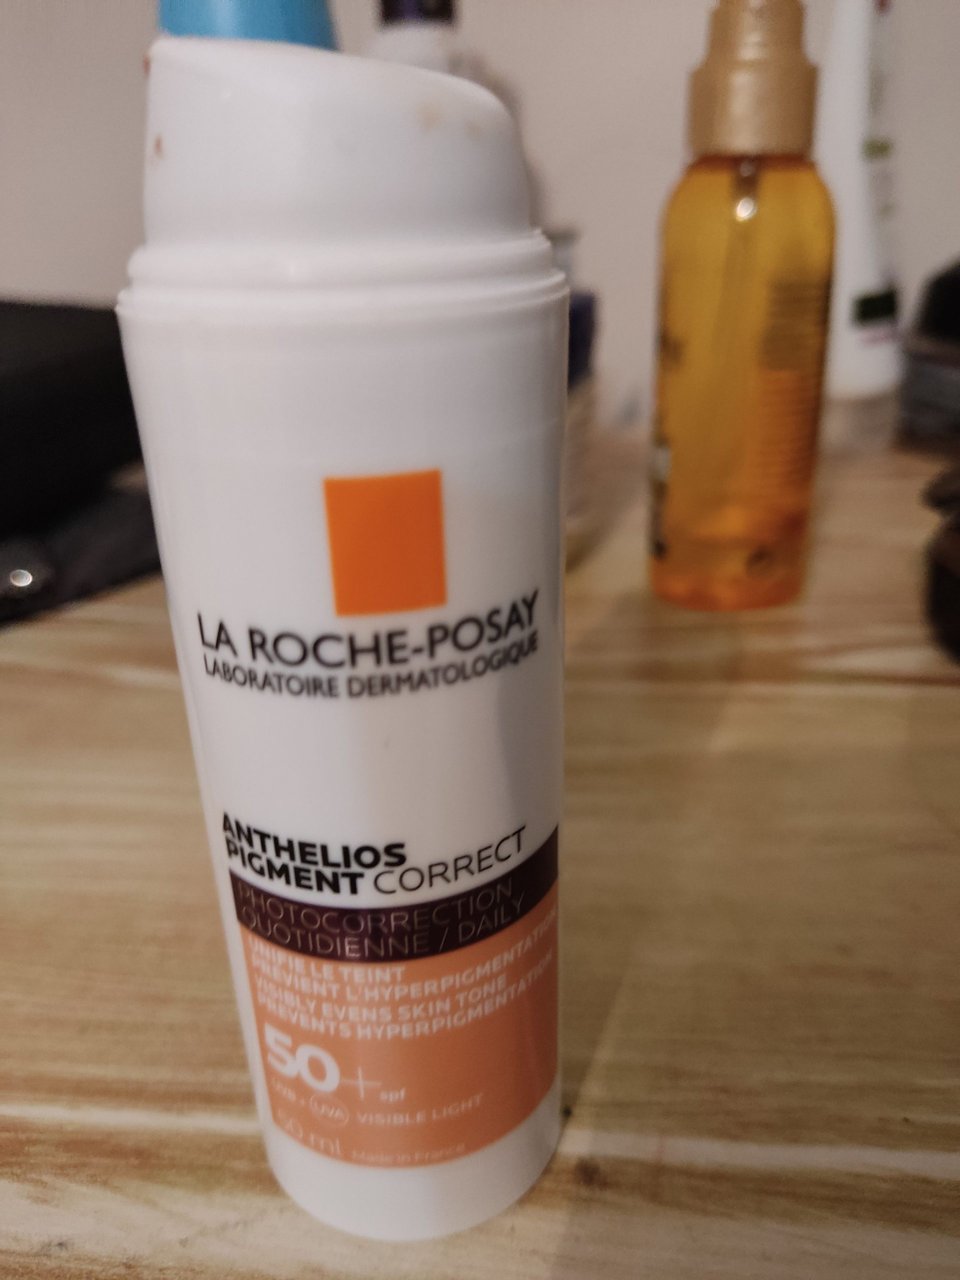 LA ROCHE-POSAY
LABORATOIRE DERMATOLOGIQUE
ANTHELIOS
PIGMENT CORRECT
PHOTOCORRECTION
QUOTIDIENNE / DAILY
UNIFIE LE TEINT
PRÉVIENT L'HYPERPIGMENTATION
VISIBLY EVENS SKIN TONE
PREVENTS HYPERPIGMENTATION
50+ spf
UVB + UVA VISIBLE LIGHT
50 ml Made in France